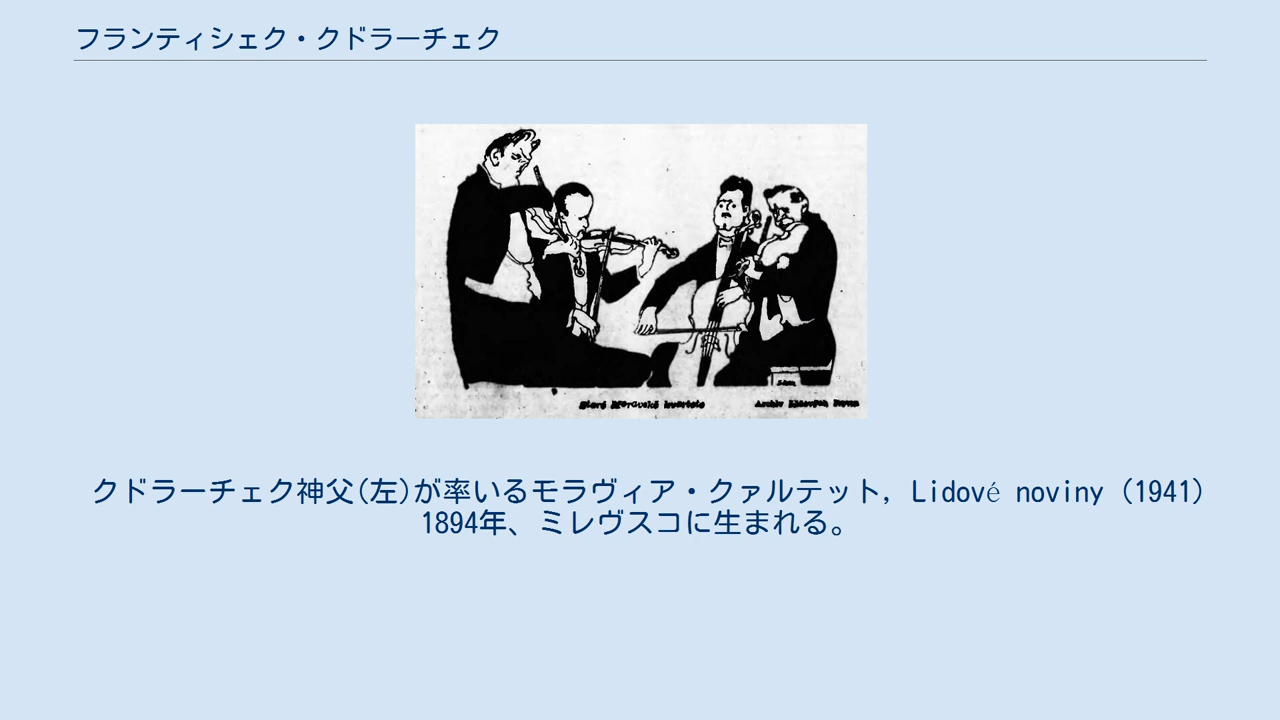 フランティシェク・クドラーチェク
クドラーチェク神父(左)が率いるモラヴィア・クァルテット, Lidové noviny (1941)
1894年、ミレヴスコに生まれる。